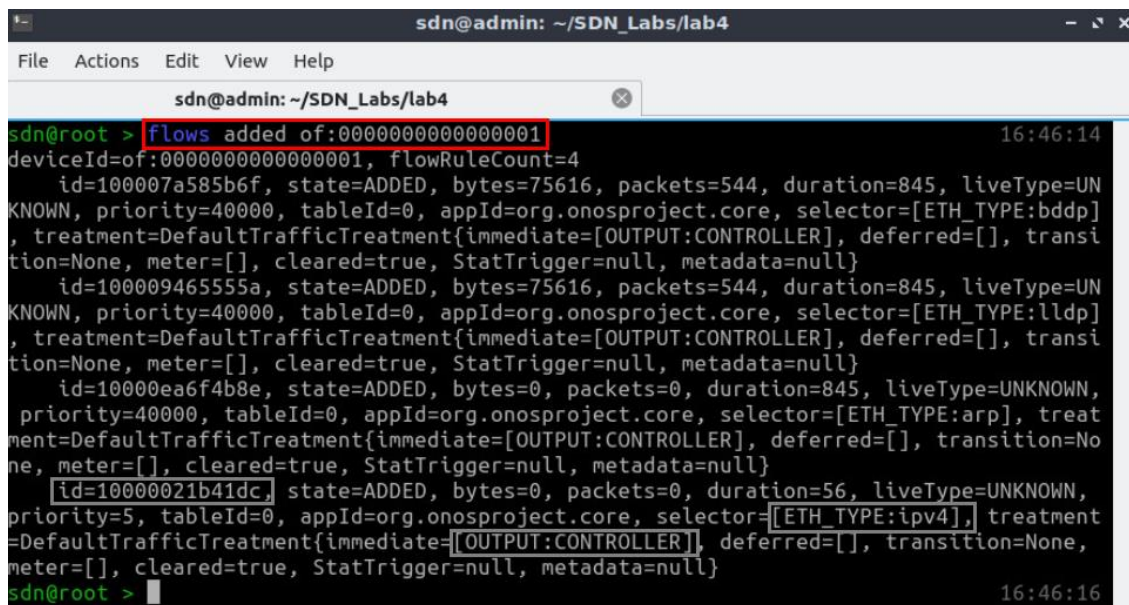 sdn@admin: ~/SDN_Labs/lab4
File Actions Edit View Help
sdn@admin: ~/SDN_Labs/lab4
sdn@root > flows added of:0000000000000001 16:46:14
deviceId=of:0000000000000001, flowRuleCount=4
id=100007a585b6f, state=ADDED, bytes=75616, packets=544, duration=845, liveType=UN
KNOWN, priority=40000, tableId=0, appId=org.onosproject.core, selector=[ETH_TYPE:bddp]
, treatment=DefaultTrafficTreatment{immediate=[OUTPUT:CONTROLLER], deferred=[], transi
tion=None, meter=[], cleared=true, StatTrigger=null, metadata=null}
id=100009465555a, state=ADDED, bytes=75616, packets=544, duration=845, liveType=UN
KNOWN, priority=40000, tableId=0, appId=org.onosproject.core, selector=[ETH_TYPE:lldp]
, treatment=DefaultTrafficTreatment{immediate=[OUTPUT:CONTROLLER], deferred=[], transi
tion=None, meter=[], cleared=true, StatTrigger=null, metadata=null}
id=10000ea6f4b8e, state=ADDED, bytes=0, packets=0, duration=845, liveType=UNKNOWN,
priority=40000, tableId=0, appId=org.onosproject.core, selector=[ETH_TYPE:arp], treat
ment=DefaultTrafficTreatment{immediate=[OUTPUT:CONTROLLER], deferred=[], transition=No
ne, meter=[], cleared=true, StatTrigger=null, metadata=null}
id=10000021b41dc, state=ADDED, bytes=0, packets=0, duration=56, liveType=UNKNOWN,
priority=5, tableId=0, appId=org.onosproject.core, selector=[ETH_TYPE:ipv4], treatment
=DefaultTrafficTreatment{immediate=[OUTPUT:CONTROLLER], deferred=[], transition=None,
meter=[], cleared=true, StatTrigger=null, metadata=null}
sdn@root > 16:46:16